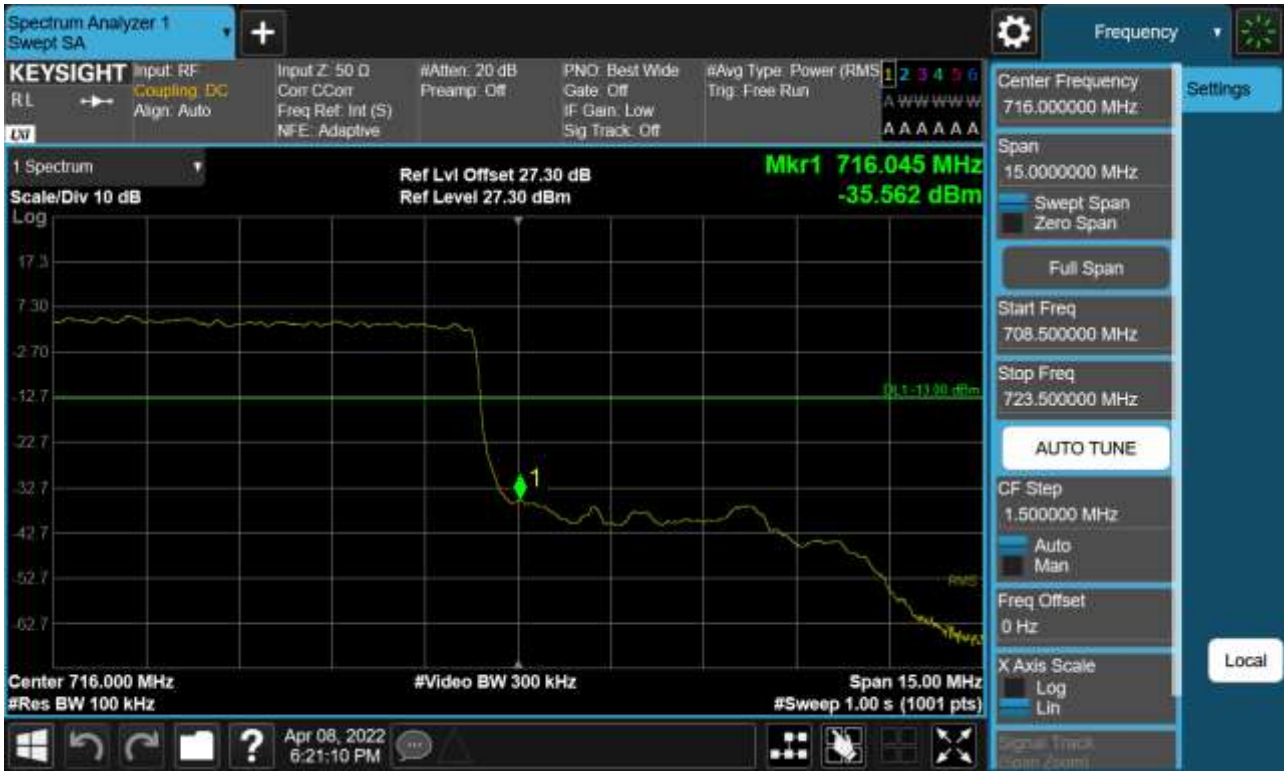 Spectrum Analyzer 1
Swept SA
+
Frequency
KEYSIGHT
RL
LXI
Input: RF
Coupling: DC
Align: Auto
Input Z: 50 Ω
Corr CCorr
Freq Ref: Int (S)
NFE: Adaptive
#Atten: 20 dB
Preamp: Off
PNO: Best Wide
Gate: Off
IF Gain: Low
Sig Track: Off
#Avg Type: Power (RMS
Trig: Free Run
1 2 3 4 5 6
A W W W W W
A A A A A A
1 Spectrum
Scale/Div 10 dB
Log
Ref Lvl Offset 27.30 dB
Ref Level 27.30 dBm
Mkr1 716.045 MHz
-35.562 dBm
17.3
7.30
-2.70
-12.7
-22.7
-32.7
-42.7
-52.7
-62.7
DL1 -13.00 dBm
1
RMS
Center 716.000 MHz
#Res BW 100 kHz
#Video BW 300 kHz
Span 15.00 MHz
#Sweep 1.00 s (1001 pts)
Center Frequency
716.000000 MHz
Span
15.0000000 MHz
Swept Span
Zero Span
Full Span
Start Freq
708.500000 MHz
Stop Freq
723.500000 MHz
AUTO TUNE
CF Step
1.500000 MHz
Auto
Man
Freq Offset
0 Hz
X Axis Scale
Log
Lin
Signal Track
(Span Zoom)
Settings
Local
?
Apr 08, 2022
6:21:10 PM